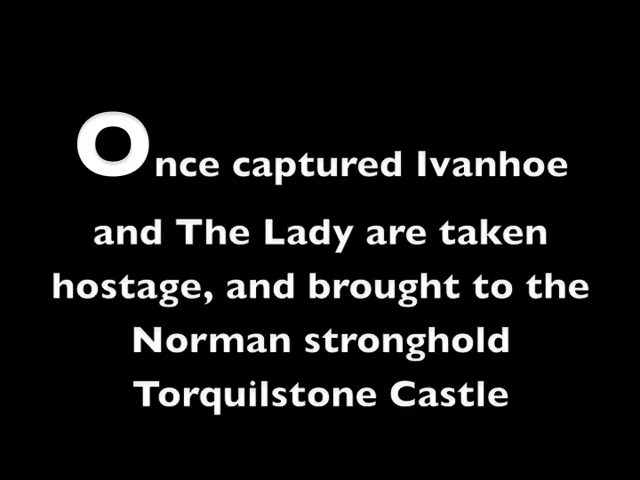 Once captured Ivanhoe
and The Lady are taken
hostage, and brought to the
Norman stronghold
Torquilstone Castle